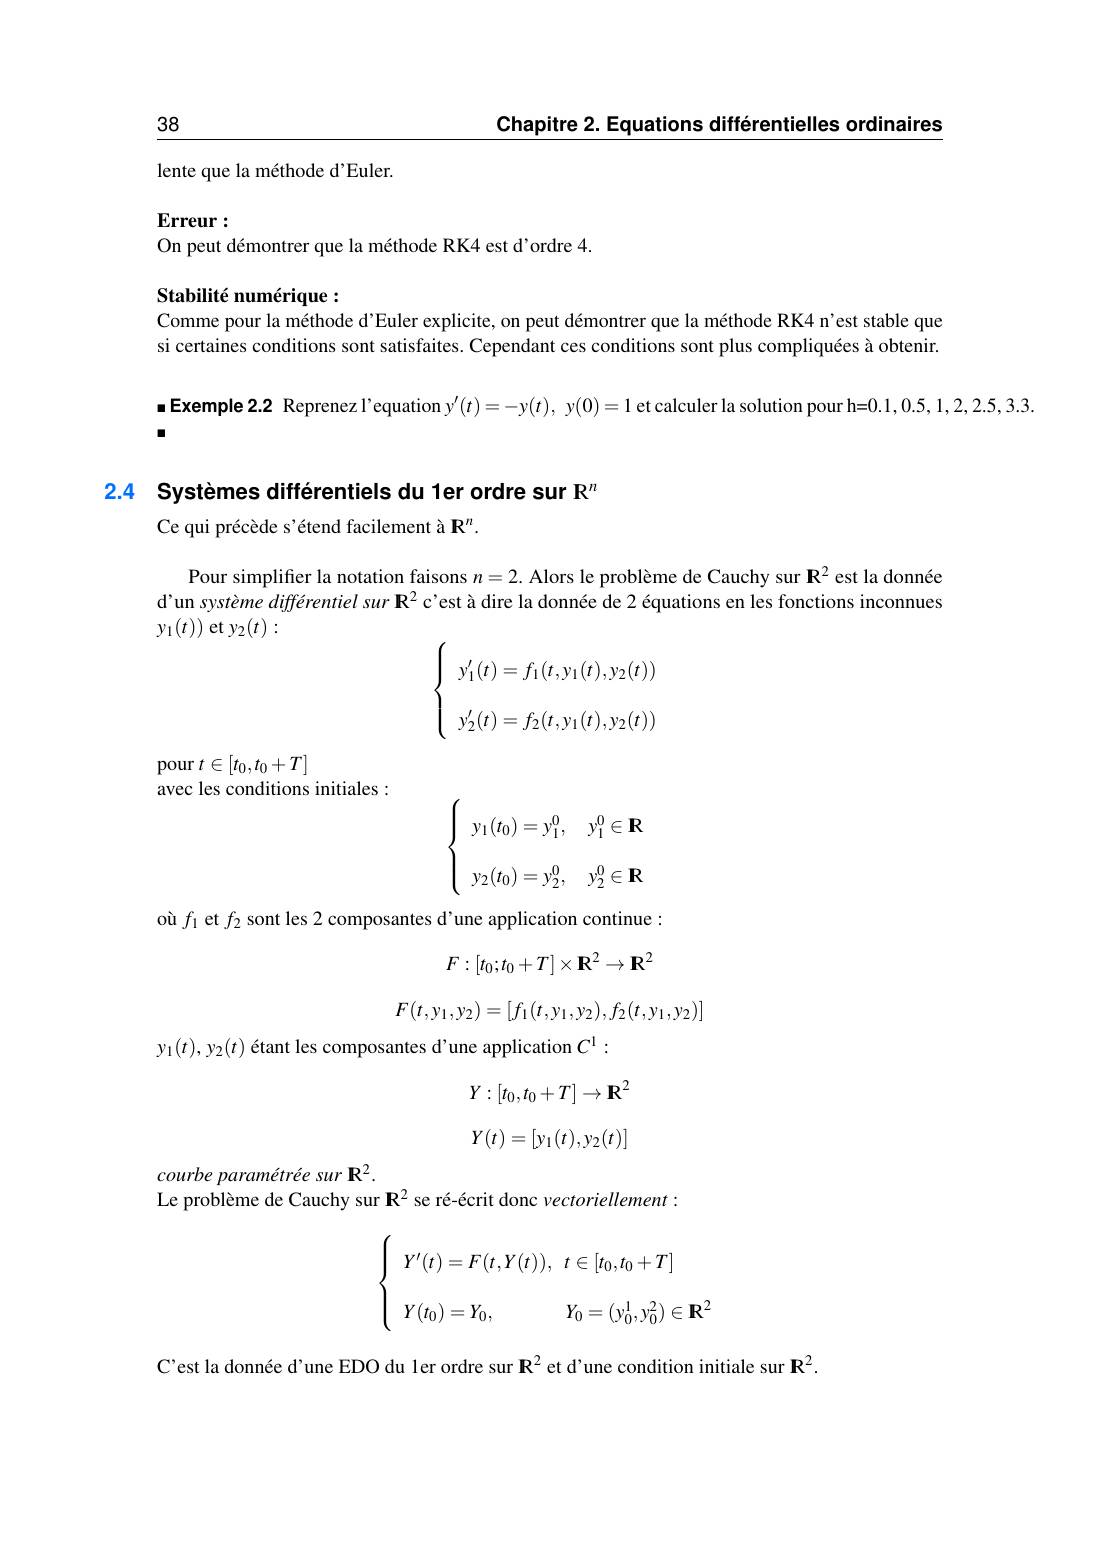 38 Chapitre 2. Equations différentielles ordinaires
lente que la méthode d'Euler.
Erreur :
On peut démontrer que la méthode RK4 est d'ordre 4.
Stabilité numérique :
Comme pour la méthode d'Euler explicite, on peut démontrer que la méthode RK4 n'est stable que
si certaines conditions sont satisfaites. Cependant ces conditions sont plus compliquées à obtenir.
■ Exemple 2.2 Reprenez l'equation y′(t) = −y(t), y(0) = 1 et calculer la solution pour h=0.1, 0.5, 1, 2, 2.5, 3.3.
■
2.4 Systèmes différentiels du 1er ordre sur ℝⁿ
Ce qui précède s'étend facilement à ℝⁿ.
Pour simplifier la notation faisons n = 2. Alors le problème de Cauchy sur ℝ² est la donnée
d'un système différentiel sur ℝ² c'est à dire la donnée de 2 équations en les fonctions inconnues
y₁(t)) et y₂(t) :
y₁′(t) = f₁(t, y₁(t), y₂(t))
y₂′(t) = f₂(t, y₁(t), y₂(t))
pour t ∈ [t₀, t₀ + T]
avec les conditions initiales :
y₁(t₀) = y₁⁰, y₁⁰ ∈ ℝ
y₂(t₀) = y₂⁰, y₂⁰ ∈ ℝ
où f₁ et f₂ sont les 2 composantes d'une application continue :
F : [t₀; t₀ + T] × ℝ² → ℝ²
F(t, y₁, y₂) = [f₁(t, y₁, y₂), f₂(t, y₁, y₂)]
y₁(t), y₂(t) étant les composantes d'une application C¹ :
Y : [t₀, t₀ + T] → ℝ²
Y(t) = [y₁(t), y₂(t)]
courbe paramétrée sur ℝ².
Le problème de Cauchy sur ℝ² se ré-écrit donc vectoriellement :
Y′(t) = F(t, Y(t)), t ∈ [t₀, t₀ + T]
Y(t₀) = Y₀, Y₀ = (y₀¹, y₀²) ∈ ℝ²
C'est la donnée d'une EDO du 1er ordre sur ℝ² et d'une condition initiale sur ℝ².